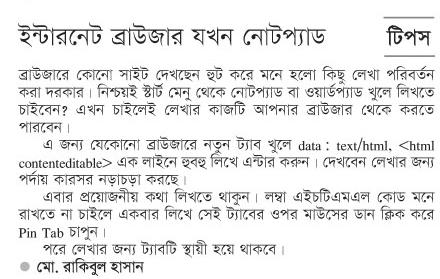 ইন্টারনেট ব্রাউজার যখন নোটপ্যাড
টিপস
ব্রাউজারে কোনো সাইট দেখছেন হুট করে মনে হলো কিছু লেখা পরিবর্তন
করা দরকার। নিশ্চয়ই স্টার্ট মেনু থেকে নোটপ্যাড বা ওয়ার্ডপ্যাড খুলে লিখতে
চাইবেন? এখন চাইলেই লেখার কাজটি আপনার ব্রাউজার থেকে করতে
পারবেন।
এ জন্য যেকোনো ব্রাউজারে নতুন ট্যাব খুলে data : text/html, <html
contenteditable> এক লাইনে হুবহু লিখে এন্টার করুন। দেখবেন লেখার জন্য
পর্দায় কারসর নড়াচড়া করছে।
এবার প্রয়োজনীয় কথা লিখতে থাকুন। লম্বা এইচটিএমএল কোড মনে
রাখতে না চাইলে একবার লিখে সেই ট্যাবের ওপর মাউসের ডান ক্লিক করে
Pin Tab চাপুন।
পরে লেখার জন্য ট্যাবটি স্থায়ী হয়ে থাকবে।
● মো. রাকিবুল হাসান